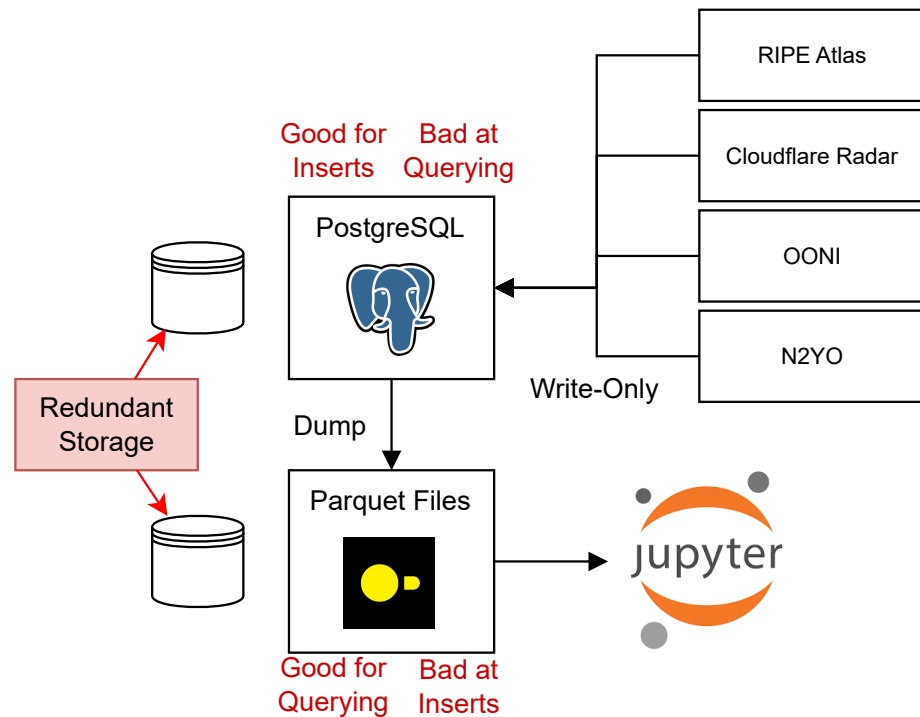 RIPE Atlas
Cloudflare Radar
OONI
N2YO
Good for
Inserts
Bad at
Querying
PostgreSQL
Write-Only
Redundant
Storage
Dump
Parquet Files
jupyter
Good for
Querying
Bad at
Inserts